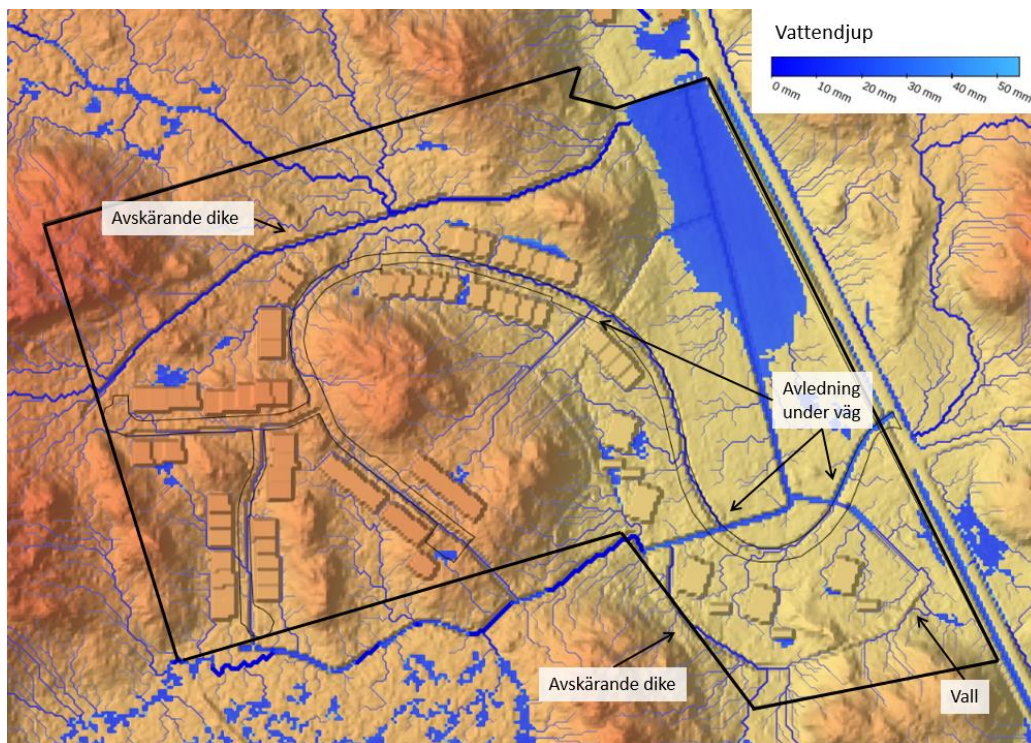 Vattendjup
0 mm
10 mm
20 mm
30 mm
40 mm
50 mm
Avskärande dike
Avledning
under väg
Avskärande dike
Vall